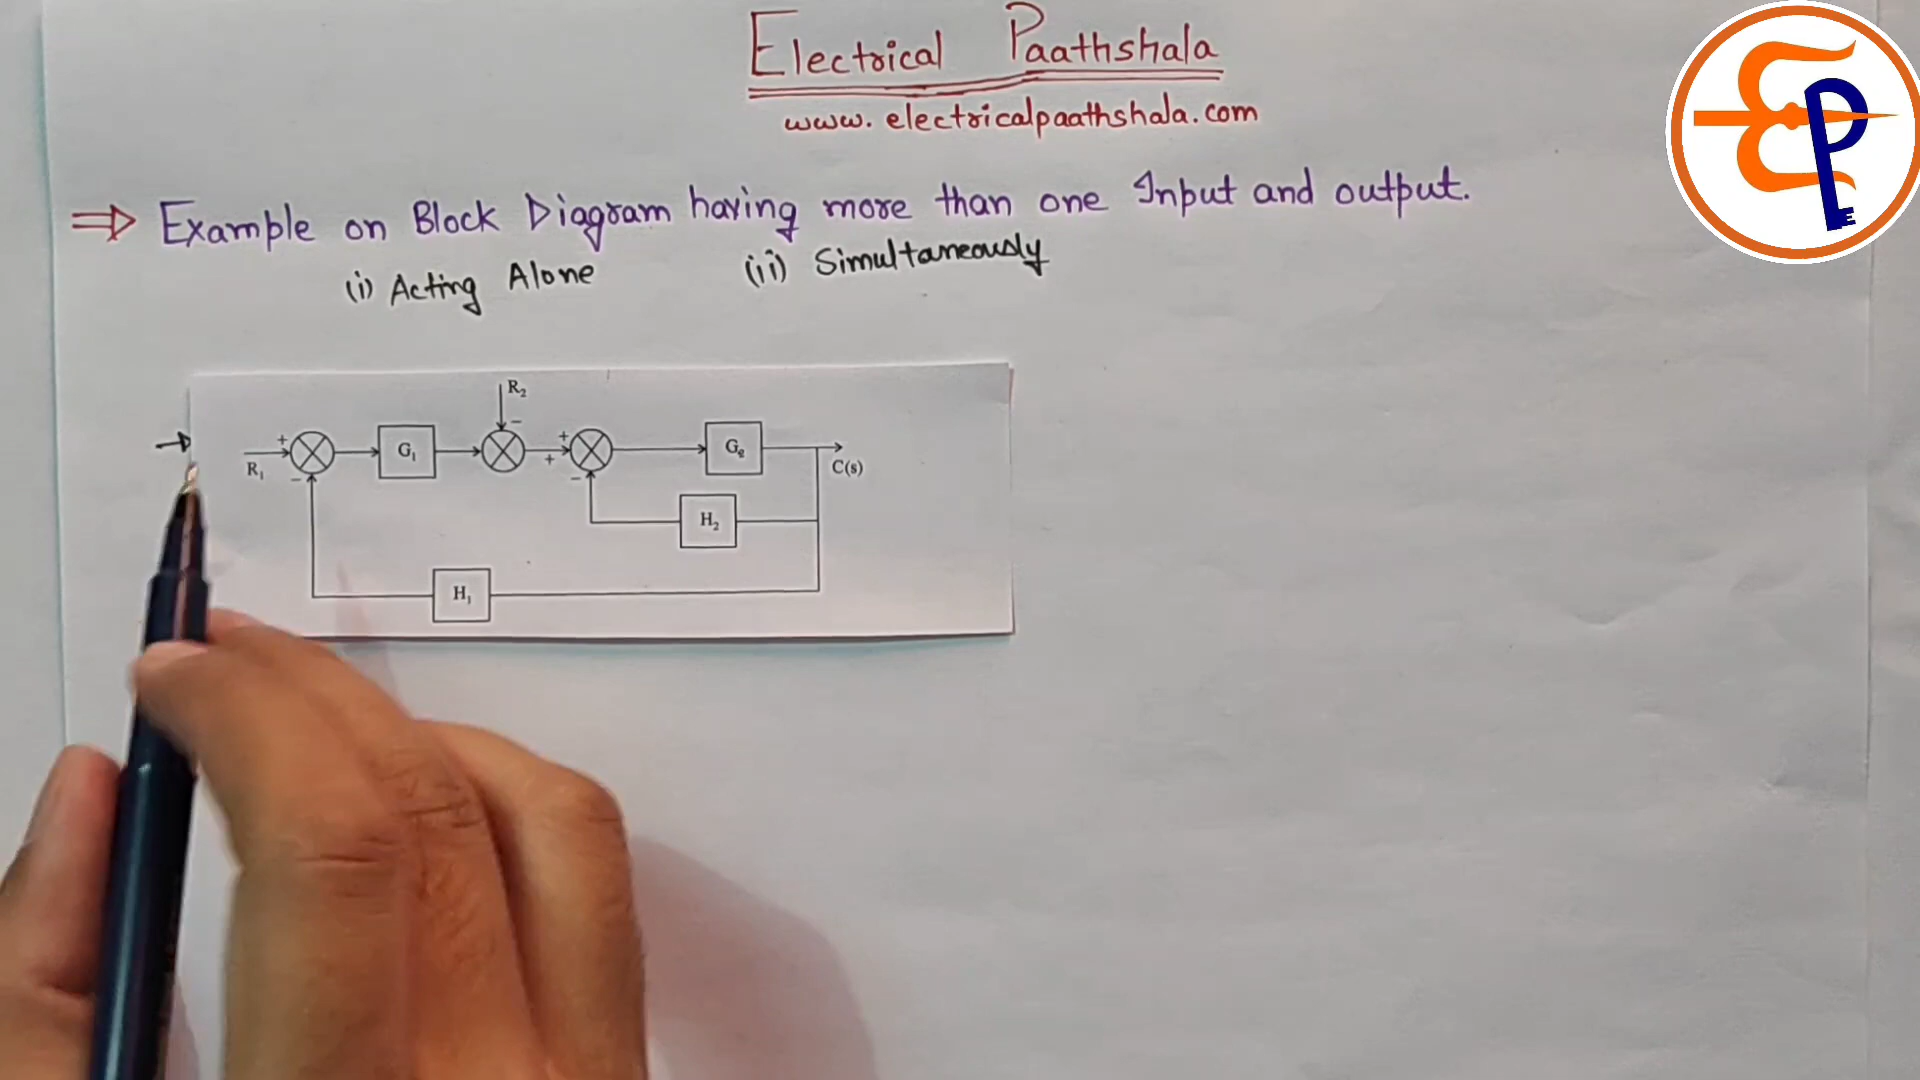 Electrical Paathshala
www.electricalpaathshala.com
EP
⇒ Example on Block Diagram having more than one Input and output.
(i) Acting Alone (ii) Simultaneously
R₂
+ − + + −
R₁ G₁ G₂ C(s)
−
H₂
H₁